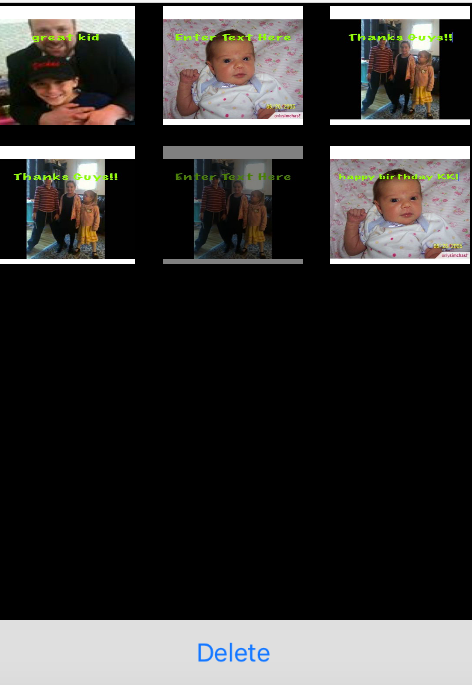 great kid
Enter Text Here
Thanks Guys!!
Thanks Guys!!
Enter Text Here
happy birthday KK!
Delete